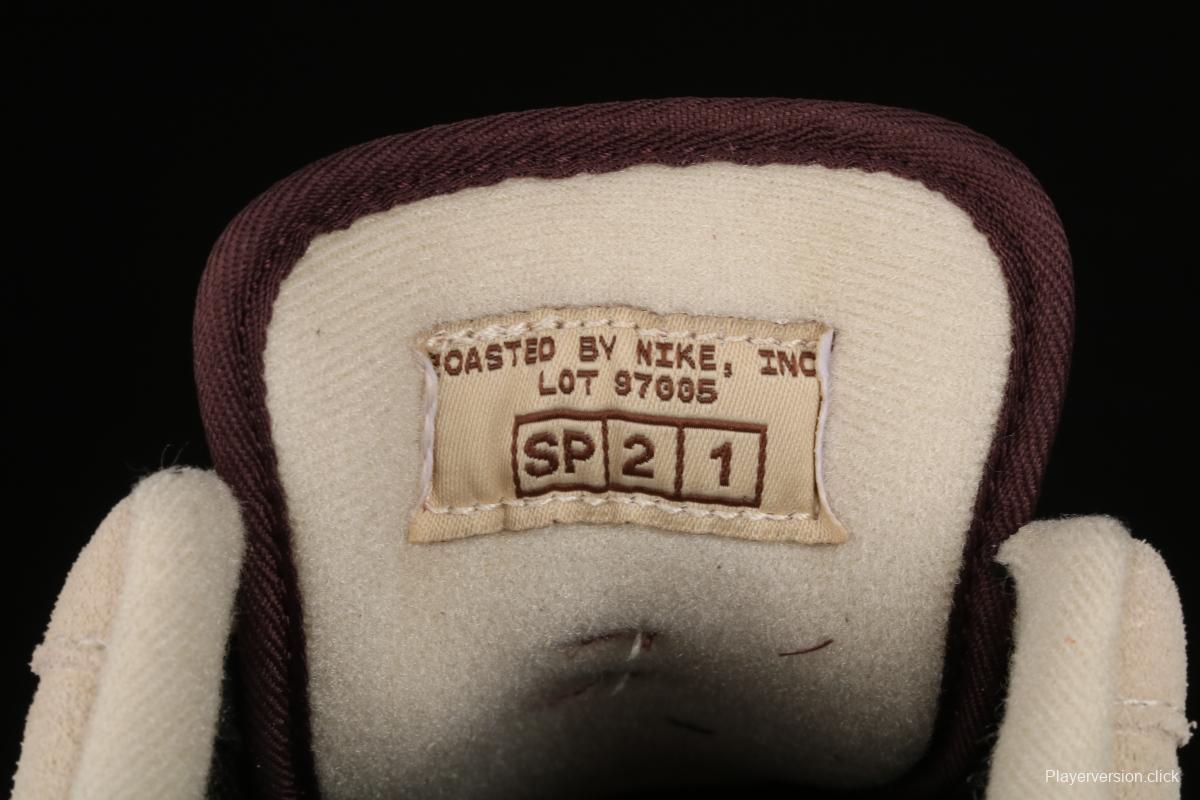 ROASTED BY NIKE, INC
LOT 97005
SP 2 1
Playerversion.click